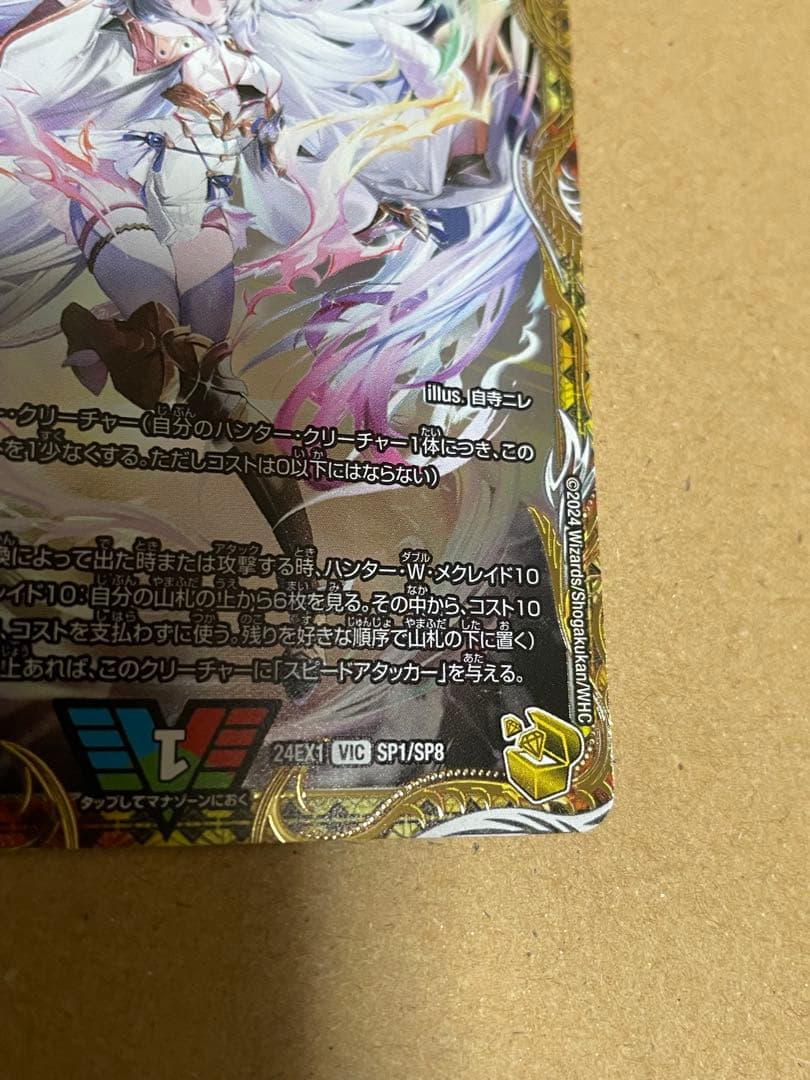 illus. 自寺ニレ
・クリーチャー(自分のハンター・クリーチャー1体につき、この
を1少なくする。ただしコストは0以下にはならない)
によって出た時または攻撃する時、ハンター・W・メクレイド10
レイド10:自分の山札の上から6枚を見る。その中から、コスト10
、コストを支払わずに使う。残りを好きな順序で山札の下に置く)
上あれば、このクリーチャーに「スピードアタッカー」を与える。
1
24EX1 VIC SP1/SP8
タップしてマナゾーンにおく
©2024 Wizards/Shogakukan/WHC